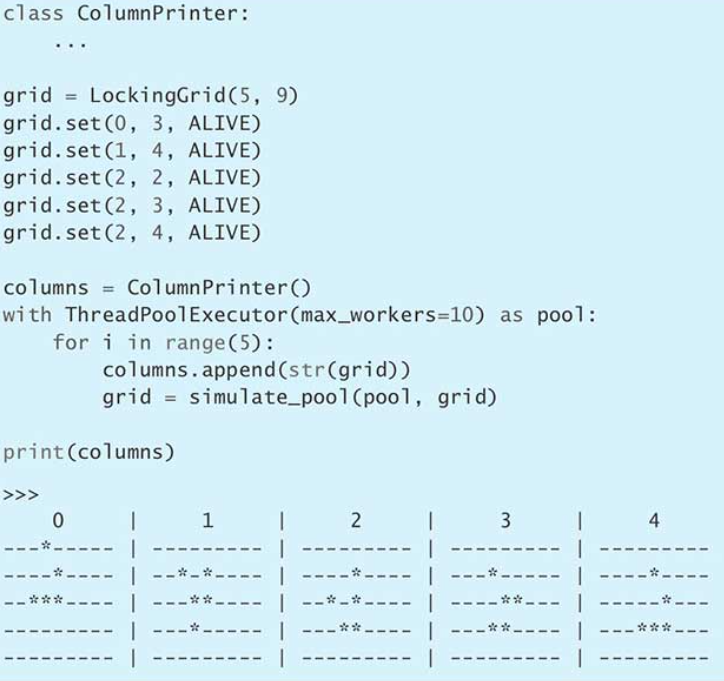 class ColumnPrinter:
    ...
grid = LockingGrid(5, 9)
grid.set(0, 3, ALIVE)
grid.set(1, 4, ALIVE)
grid.set(2, 2, ALIVE)
grid.set(2, 3, ALIVE)
grid.set(2, 4, ALIVE)
columns = ColumnPrinter()
with ThreadPoolExecutor(max_workers=10) as pool:
    for i in range(5):
        columns.append(str(grid))
        grid = simulate_pool(pool, grid)
print(columns)
>>>
    0     |     1     |     2     |     3     |     4
---*----- | --------- | --------- | --------- | ---------
----*---- | --*-*---- | ----*---- | ---*----- | ----*----
--***---- | ---**---- | --*-*---- | ----**--- | -----*---
--------- | ---*----- | ---**---- | ---**---- | ---***---
--------- | --------- | --------- | --------- | ---------